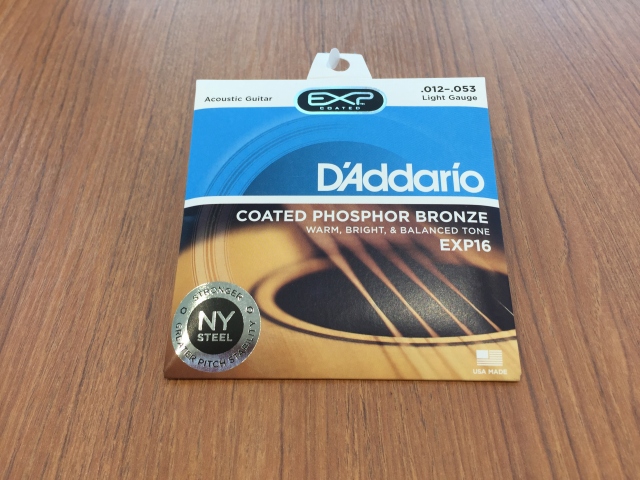 Acoustic Guitar
EXP
COATED
.012–.053
Light Gauge
D'Addario
COATED PHOSPHOR BRONZE
WARM, BRIGHT, & BALANCED TONE
EXP16
STRONGER
NY
STEEL
GREATER PITCH STABILITY
USA MADE